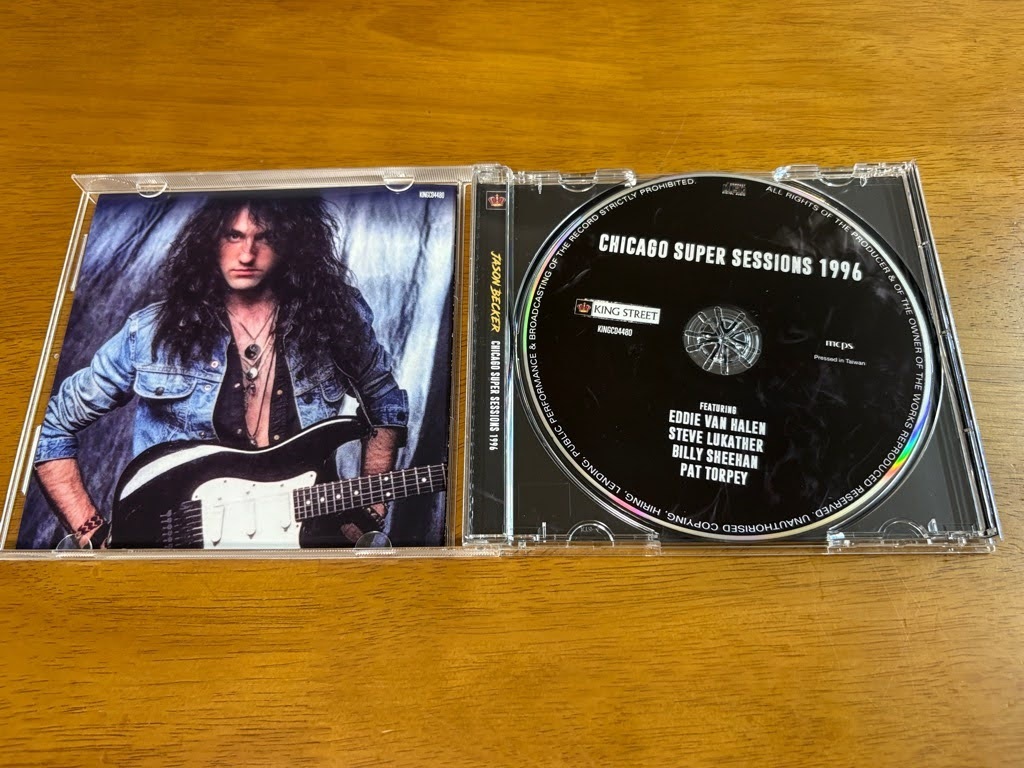 KINGCD4480
JASON BECKER CHICAGO SUPER SESSIONS 1996
ALL RIGHTS OF THE PRODUCER & OF THE OWNER OF THE WORKS REPRODUCED RESERVED. UNAUTHORISED COPYING, HIRING, LENDING, PUBLIC PERFORMANCE & BROADCASTING OF THE RECORD STRICTLY PROHIBITED.
CHICAGO SUPER SESSIONS 1996
KING STREET
KINGCD4480
mcps
Pressed in Taiwan
FEATURING
EDDIE VAN HALEN
STEVE LUKATHER
BILLY SHEEHAN
PAT TORPEY